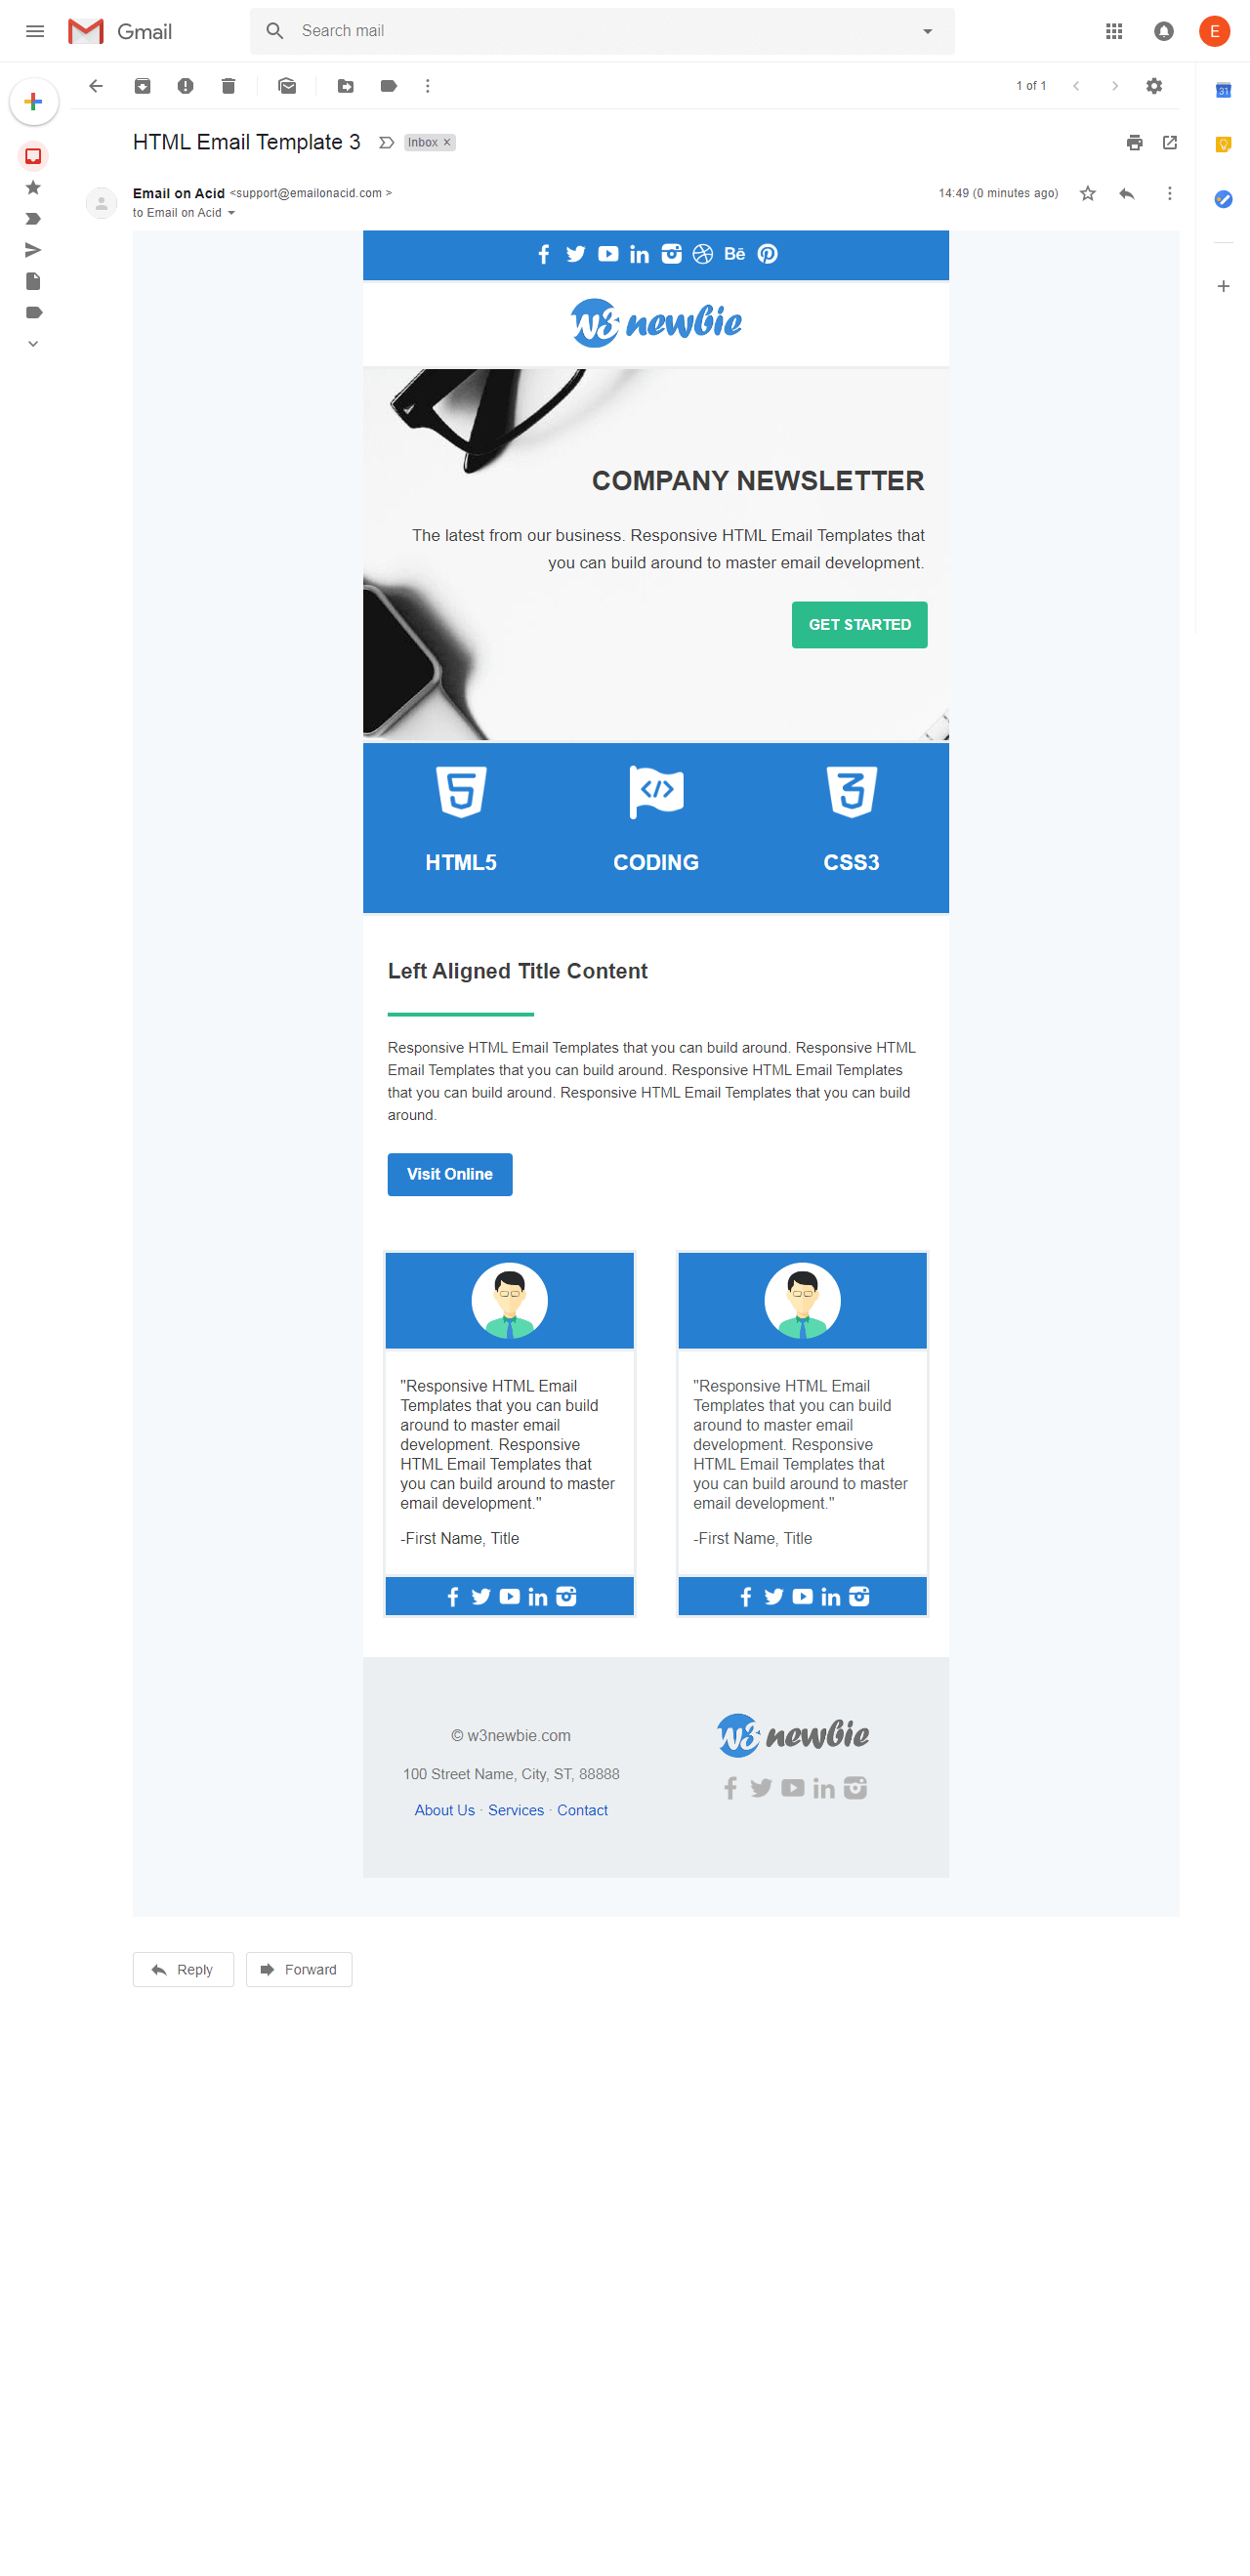 Gmail
Search mail
E
1 of 1
31
HTML Email Template 3
Inbox ×
Email on Acid <support@emailonacid.com >
14:49 (0 minutes ago)
to Email on Acid
Bē
w3 newbie
COMPANY NEWSLETTER
The latest from our business. Responsive HTML Email Templates that
you can build around to master email development.
GET STARTED
HTML5
CODING
CSS3
Left Aligned Title Content
Responsive HTML Email Templates that you can build around. Responsive HTML
Email Templates that you can build around. Responsive HTML Email Templates
that you can build around. Responsive HTML Email Templates that you can build
around.
Visit Online
"Responsive HTML Email
Templates that you can build
around to master email
development. Responsive
HTML Email Templates that
you can build around to master
email development."
-First Name, Title
"Responsive HTML Email
Templates that you can build
around to master email
development. Responsive
HTML Email Templates that
you can build around to master
email development."
-First Name, Title
© w3newbie.com
100 Street Name, City, ST, 88888
About Us · Services · Contact
w3 newbie
Reply
Forward